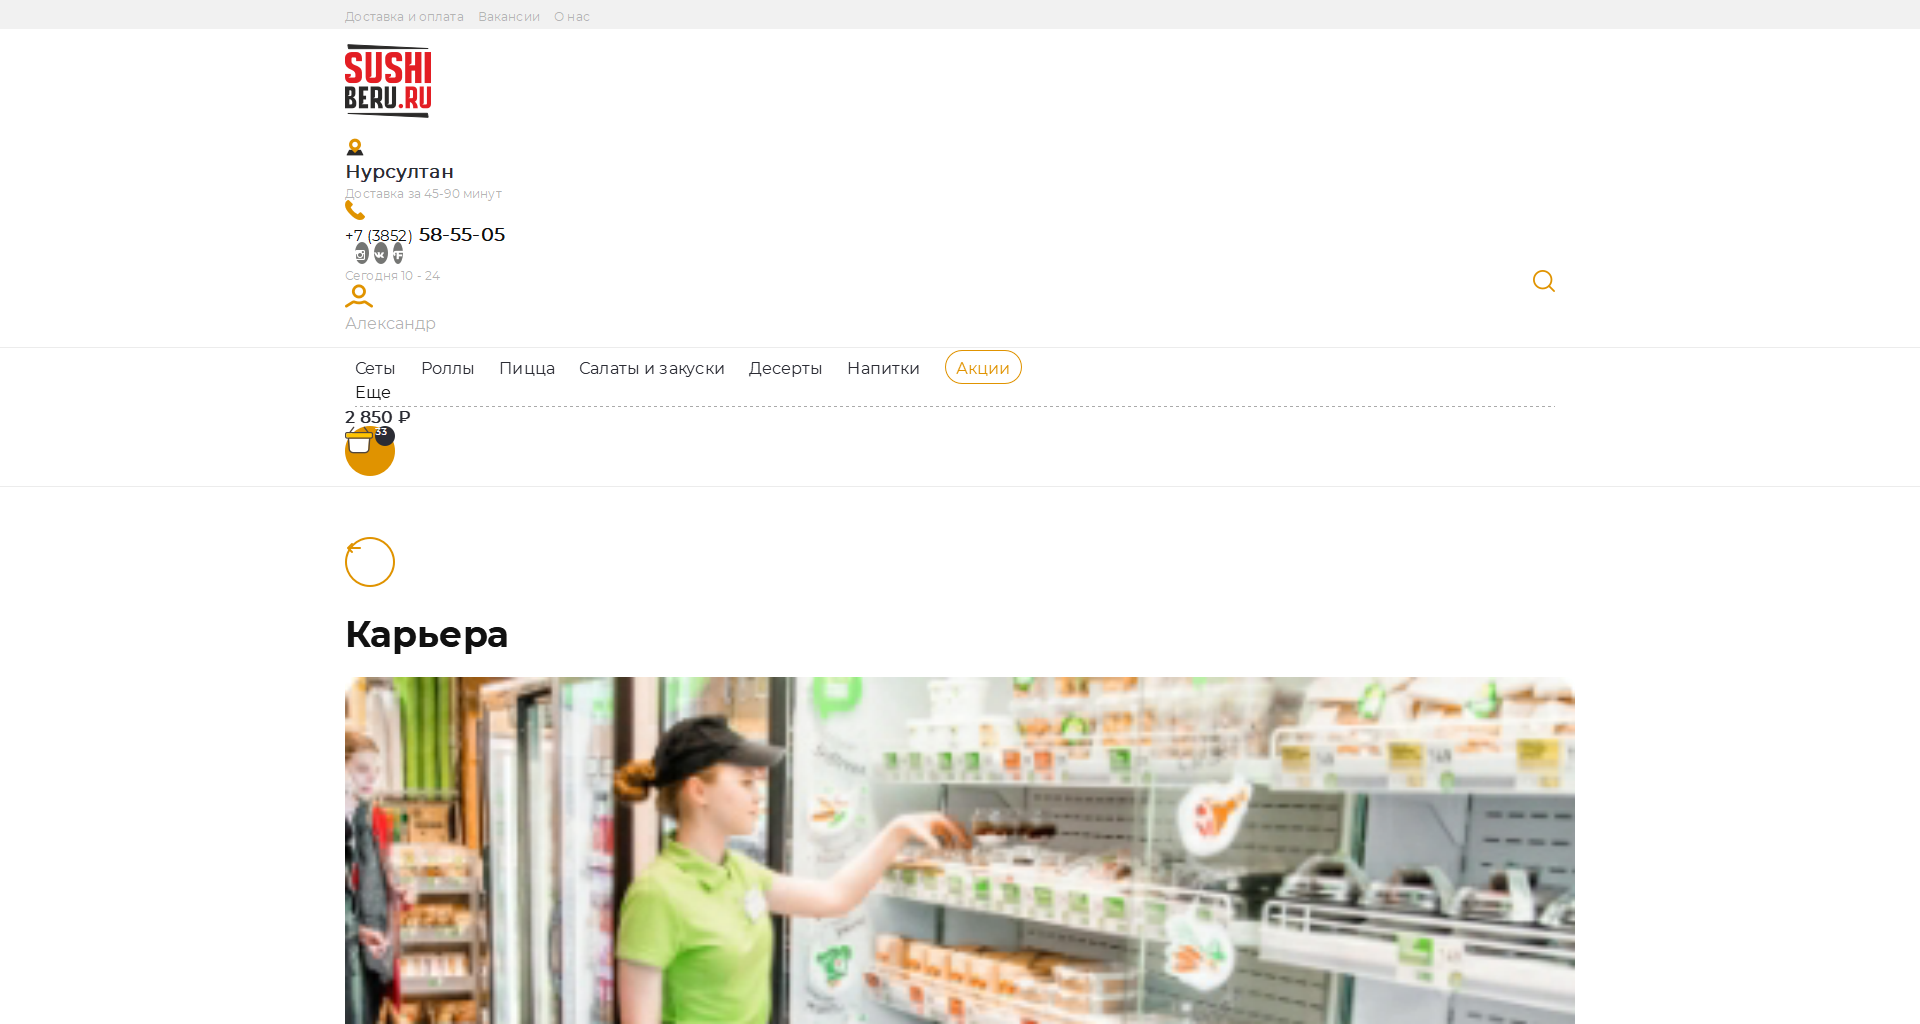 Доставка и оплата Вакансии О нас
SUSHI
BERU.RU
Нурсултан
Доставка за 45-90 минут
+7 (3852) 58-55-05
Сегодня 10 - 24
Александр
Сеты Роллы Пицца Салаты и закуски Десерты Напитки Акции
Еще
2 850 ₽
33
Карьера